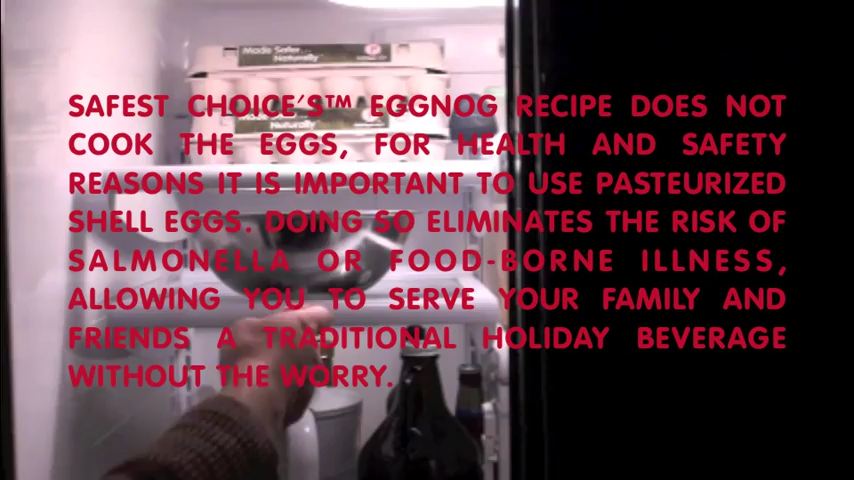 Made Safer
Naturally
SAFEST CHOICE'S™ EGGNOG RECIPE DOES NOT
Naturally
COOK THE EGGS, FOR HEALTH AND SAFETY
REASONS IT IS IMPORTANT TO USE PASTEURIZED
SHELL EGGS. DOING SO ELIMINATES THE RISK OF
SALMONELLA OR FOOD-BORNE ILLNESS,
ALLOWING YOU TO SERVE YOUR FAMILY AND
FRIENDS A TRADITIONAL HOLIDAY BEVERAGE
WITHOUT THE WORRY.